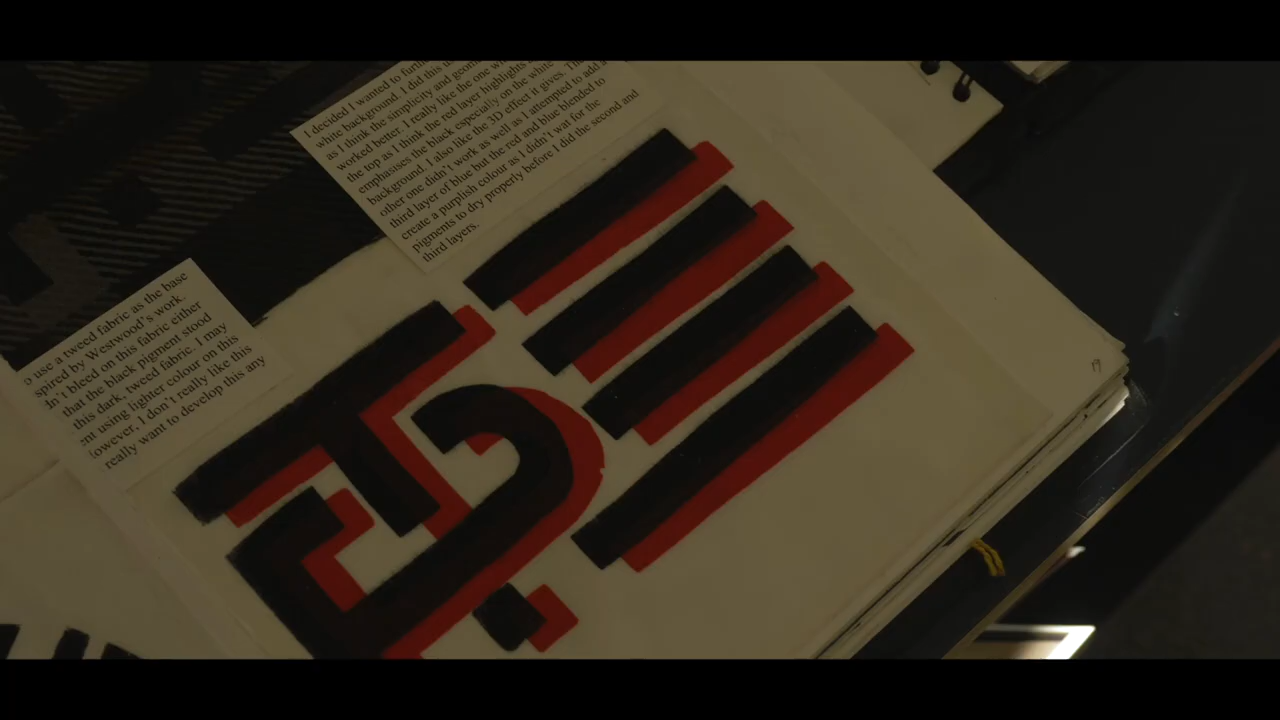 o use a tweed fabric as the base
spired by Westwood's work.
dn't bleed on this fabric either
that the black pigment stood
this dark, tweed fabric. I may
ent using lighter colour on this
lowever, I don't really like this
really want to develop this any
I decided I wanted to furth
white background. I did this u
as I think the simplicity and geom
worked better. I really like the one wi
the top as I think the red layer highlights
emphasises the black especially on the white
background. I also like the 3D effect it gives. The
other one didn't work as well as I attempted to add a
third layer of blue but the red and blue blended to
create a purplish colour as I didn't wat for the
pigments to dry properly before I did the second and
third layers.